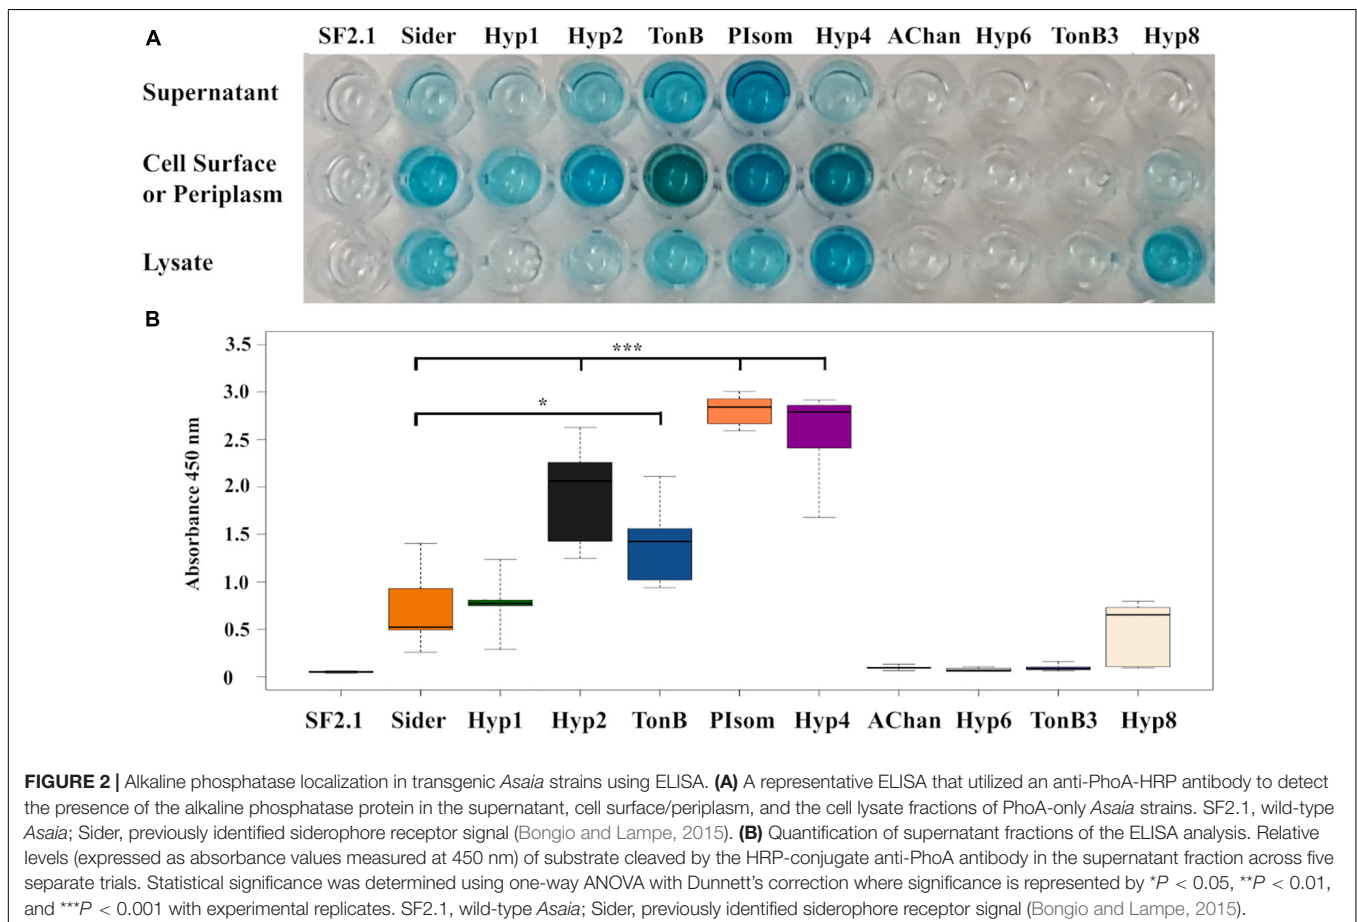 A
SF2.1 Sider Hyp1 Hyp2 TonB PIsom Hyp4 AChan Hyp6 TonB3 Hyp8
Supernatant
Cell Surface
or Periplasm
Lysate
B
3.5
***
3.0
*
2.5
2.0
1.5
1.0
0.5
0
Absorbance 450 nm
SF2.1 Sider Hyp1 Hyp2 TonB PIsom Hyp4 AChan Hyp6 TonB3 Hyp8
FIGURE 2 | Alkaline phosphatase localization in transgenic Asaia strains using ELISA. (A) A representative ELISA that utilized an anti-PhoA-HRP antibody to detect
the presence of the alkaline phosphatase protein in the supernatant, cell surface/periplasm, and the cell lysate fractions of PhoA-only Asaia strains. SF2.1, wild-type
Asaia; Sider, previously identified siderophore receptor signal (Bongio and Lampe, 2015). (B) Quantification of supernatant fractions of the ELISA analysis. Relative
levels (expressed as absorbance values measured at 450 nm) of substrate cleaved by the HRP-conjugate anti-PhoA antibody in the supernatant fraction across five
separate trials. Statistical significance was determined using one-way ANOVA with Dunnett's correction where significance is represented by *P < 0.05, **P < 0.01,
and ***P < 0.001 with experimental replicates. SF2.1, wild-type Asaia; Sider, previously identified siderophore receptor signal (Bongio and Lampe, 2015).